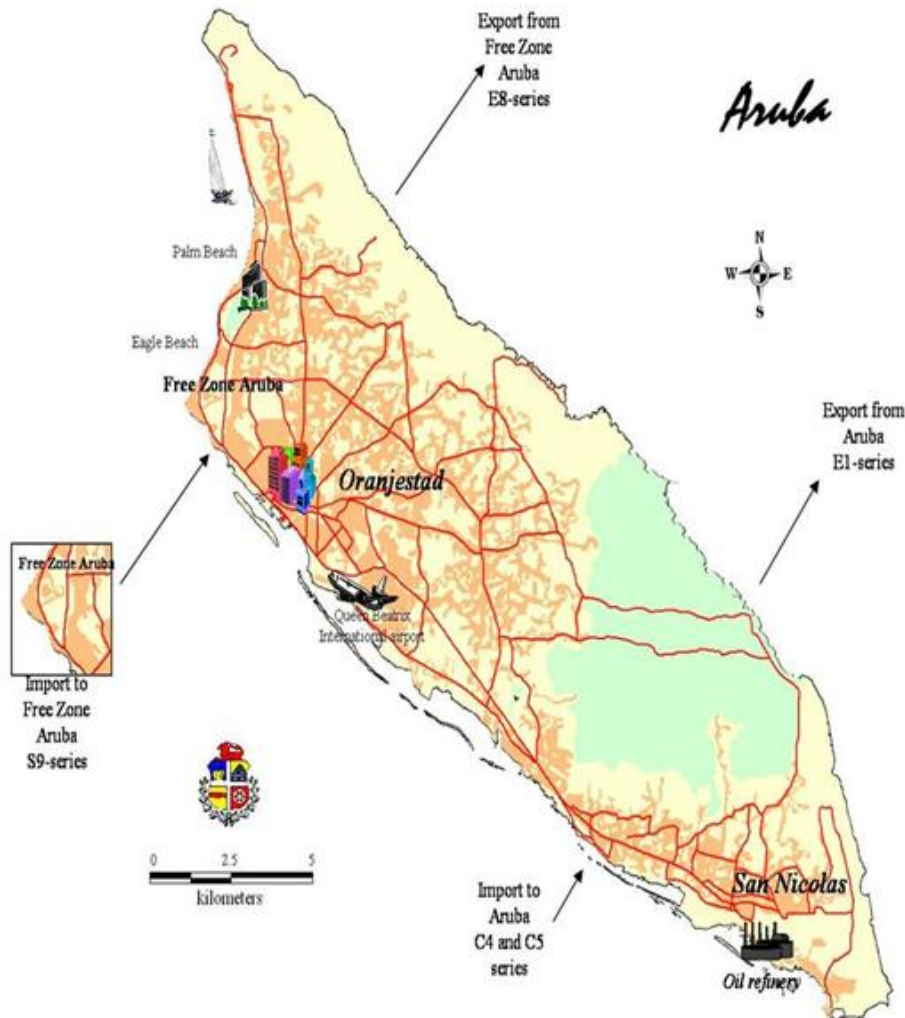 Export from
Free Zone
Aruba
E8-series
Aruba
N
W E
S
Palm Beach
Eagle Beach
Free Zone Aruba
Export from
Aruba
E1-series
Oranjestad
Free Zone Aruba
Queen Beatrix
International airport
Import to
Free Zone
Aruba
S9-series
0 2.5 5
kilometers
Import to
Aruba
C4 and C5
series
San Nicolas
Oil refinery